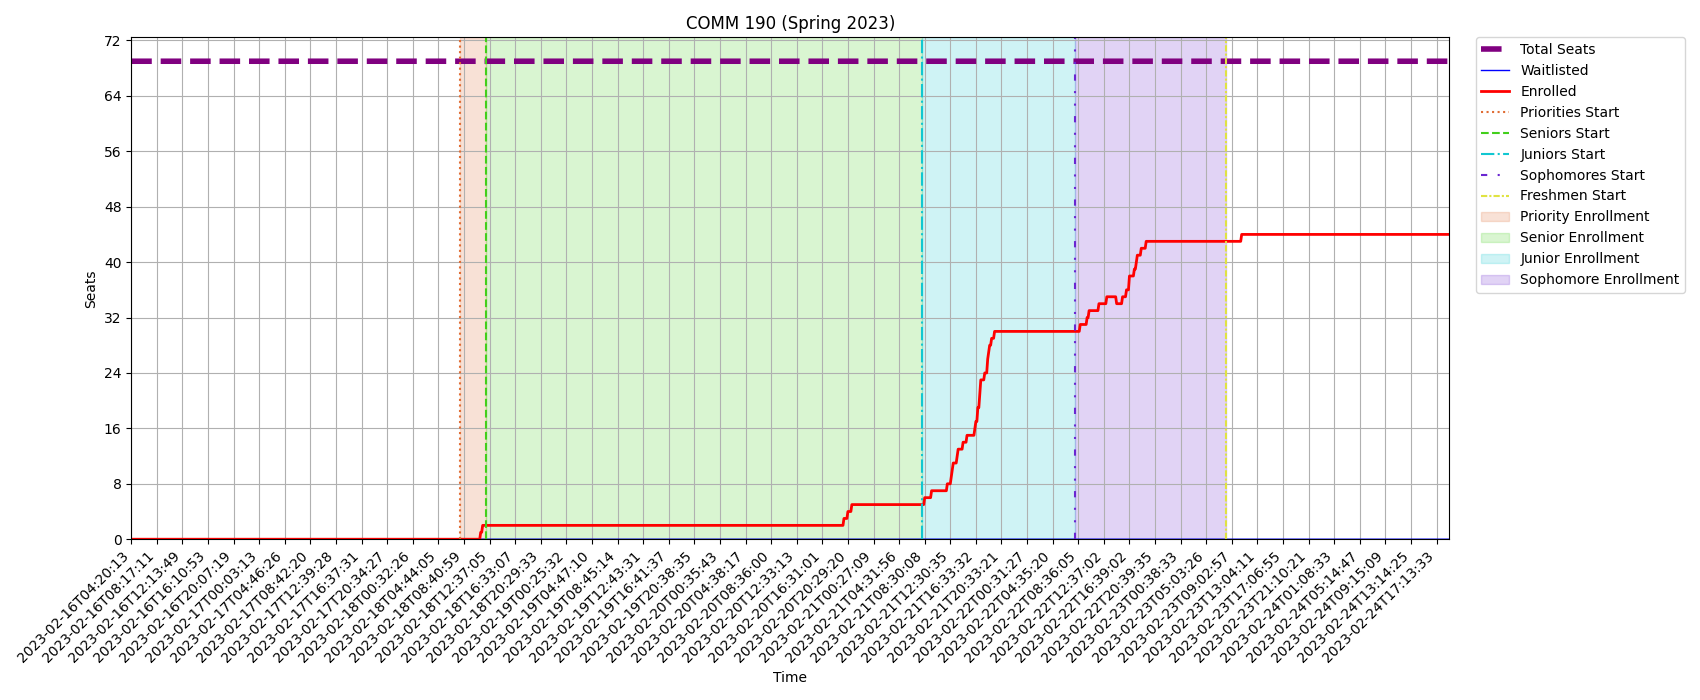 COMM 190 (Spring 2023)
72
64
56
48
40
32
24
16
8
0
Seats
2023-02-16T04:20:13
2023-02-16T08:17:11
2023-02-16T12:13:49
2023-02-16T16:10:53
2023-02-16T20:07:19
2023-02-17T00:03:13
2023-02-17T04:46:26
2023-02-17T08:42:20
2023-02-17T12:39:28
2023-02-17T16:37:31
2023-02-17T20:34:27
2023-02-18T00:32:26
2023-02-18T04:44:05
2023-02-18T08:40:59
2023-02-18T12:37:05
2023-02-18T16:33:07
2023-02-18T20:29:33
2023-02-19T00:25:32
2023-02-19T04:47:10
2023-02-19T08:45:14
2023-02-19T12:43:31
2023-02-19T16:41:37
2023-02-19T20:38:35
2023-02-20T00:35:43
2023-02-20T04:38:17
2023-02-20T08:36:00
2023-02-20T12:33:13
2023-02-20T16:31:01
2023-02-20T20:29:20
2023-02-21T00:27:09
2023-02-21T04:31:56
2023-02-21T08:30:08
2023-02-21T12:30:35
2023-02-21T16:33:32
2023-02-21T20:33:21
2023-02-22T00:31:27
2023-02-22T04:35:20
2023-02-22T08:36:05
2023-02-22T12:37:02
2023-02-22T16:39:02
2023-02-22T20:39:35
2023-02-23T00:38:33
2023-02-23T05:03:26
2023-02-23T09:02:57
2023-02-23T13:04:11
2023-02-23T17:06:55
2023-02-23T21:10:21
2023-02-24T01:08:33
2023-02-24T05:14:47
2023-02-24T09:15:09
2023-02-24T13:14:25
2023-02-24T17:13:33
Time
Total Seats
Waitlisted
Enrolled
Priorities Start
Seniors Start
Juniors Start
Sophomores Start
Freshmen Start
Priority Enrollment
Senior Enrollment
Junior Enrollment
Sophomore Enrollment